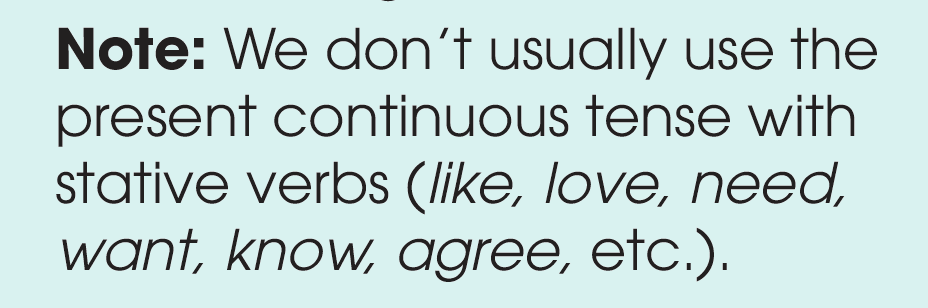 Note: We don't usually use the
present continuous tense with
stative verbs (like, love, need,
want, know, agree, etc.).